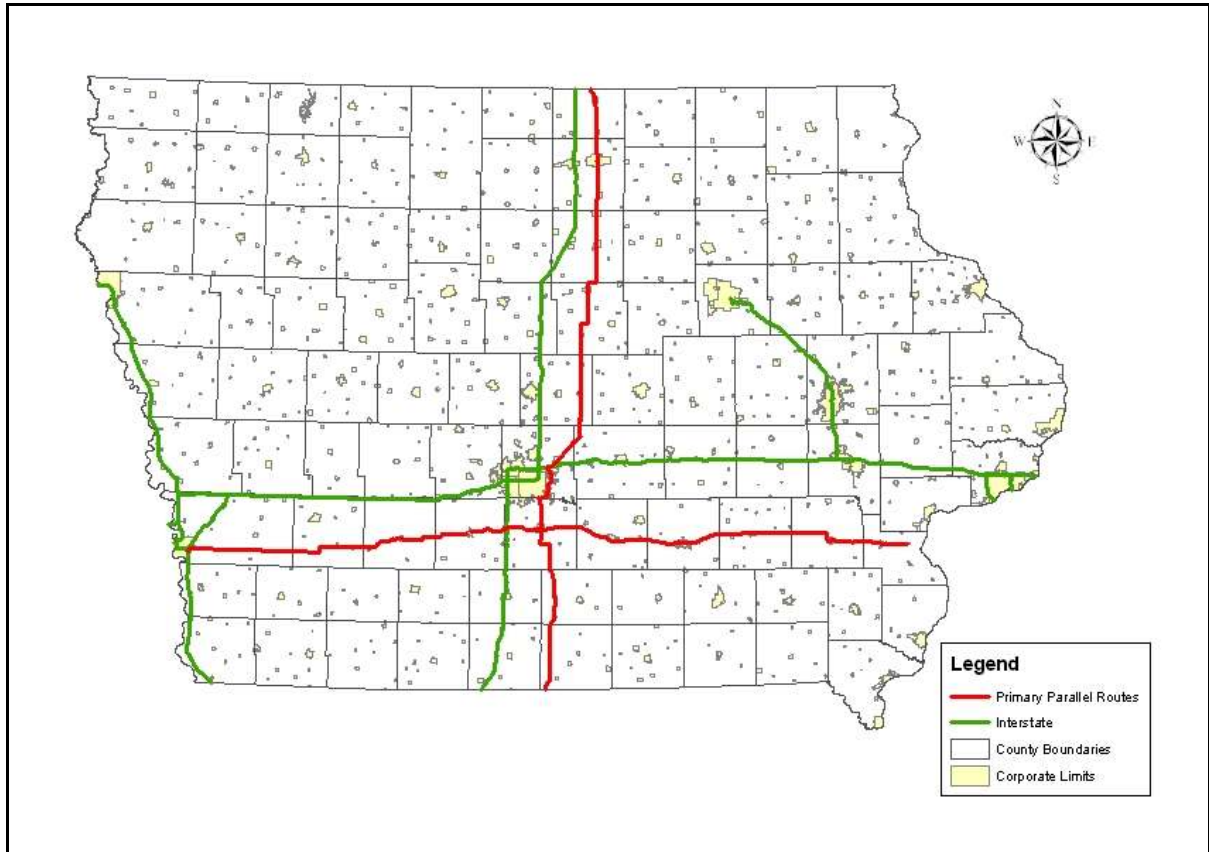 N
W E
S
Legend
Primary Parallel Routes
Interstate
County Boundaries
Corporate Limits